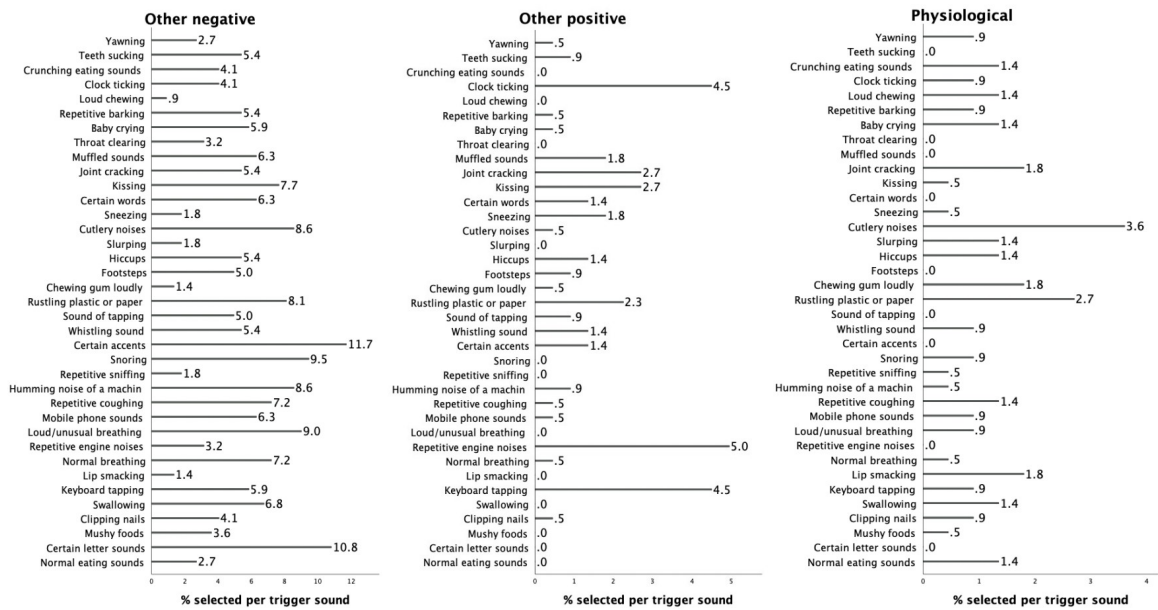 Other negative
Yawning 2.7
Teeth sucking 5.4
Crunching eating sounds 4.1
Clock ticking 4.1
Loud chewing .9
Repetitive barking 5.4
Baby crying 5.9
Throat clearing 3.2
Muffled sounds 6.3
Joint cracking 5.4
Kissing 7.7
Certain words 6.3
Sneezing 1.8
Cutlery noises 8.6
Slurping 1.8
Hiccups 5.4
Footsteps 5.0
Chewing gum loudly 1.4
Rustling plastic or paper 8.1
Sound of tapping 5.0
Whistling sound 5.4
Certain accents 11.7
Snoring 9.5
Repetitive sniffing 1.8
Humming noise of a machin 8.6
Repetitive coughing 7.2
Mobile phone sounds 6.3
Loud/unusual breathing 9.0
Repetitive engine noises 3.2
Normal breathing 7.2
Lip smacking 1.4
Keyboard tapping 5.9
Swallowing 6.8
Clipping nails 4.1
Mushy foods 3.6
Certain letter sounds 10.8
Normal eating sounds 2.7
0 2 4 6 8 10 12
% selected per trigger sound
Other positive
Yawning .5
Teeth sucking .9
Crunching eating sounds .0
Clock ticking 4.5
Loud chewing .0
Repetitive barking .5
Baby crying .5
Throat clearing .0
Muffled sounds 1.8
Joint cracking 2.7
Kissing 2.7
Certain words 1.4
Sneezing 1.8
Cutlery noises .5
Slurping .0
Hiccups 1.4
Footsteps .9
Chewing gum loudly .5
Rustling plastic or paper 2.3
Sound of tapping .9
Whistling sound 1.4
Certain accents 1.4
Snoring .0
Repetitive sniffing .0
Humming noise of a machin .9
Repetitive coughing .5
Mobile phone sounds .5
Loud/unusual breathing .0
Repetitive engine noises 5.0
Normal breathing .5
Lip smacking .0
Keyboard tapping 4.5
Swallowing .0
Clipping nails .5
Mushy foods .0
Certain letter sounds .0
Normal eating sounds .0
0 1 2 3 4 5
% selected per trigger sound
Physiological
Yawning .9
Teeth sucking .0
Crunching eating sounds 1.4
Clock ticking .9
Loud chewing 1.4
Repetitive barking .9
Baby crying 1.4
Throat clearing .0
Muffled sounds .0
Joint cracking 1.8
Kissing .5
Certain words .0
Sneezing .5
Cutlery noises 3.6
Slurping 1.4
Hiccups 1.4
Footsteps .0
Chewing gum loudly 1.8
Rustling plastic or paper 2.7
Sound of tapping .0
Whistling sound .9
Certain accents .0
Snoring .9
Repetitive sniffing .5
Humming noise of a machin .5
Repetitive coughing 1.4
Mobile phone sounds .9
Loud/unusual breathing .9
Repetitive engine noises .0
Normal breathing .5
Lip smacking 1.8
Keyboard tapping .9
Swallowing 1.4
Clipping nails .9
Mushy foods .5
Certain letter sounds .0
Normal eating sounds 1.4
0 1 2 3 4
% selected per trigger sound